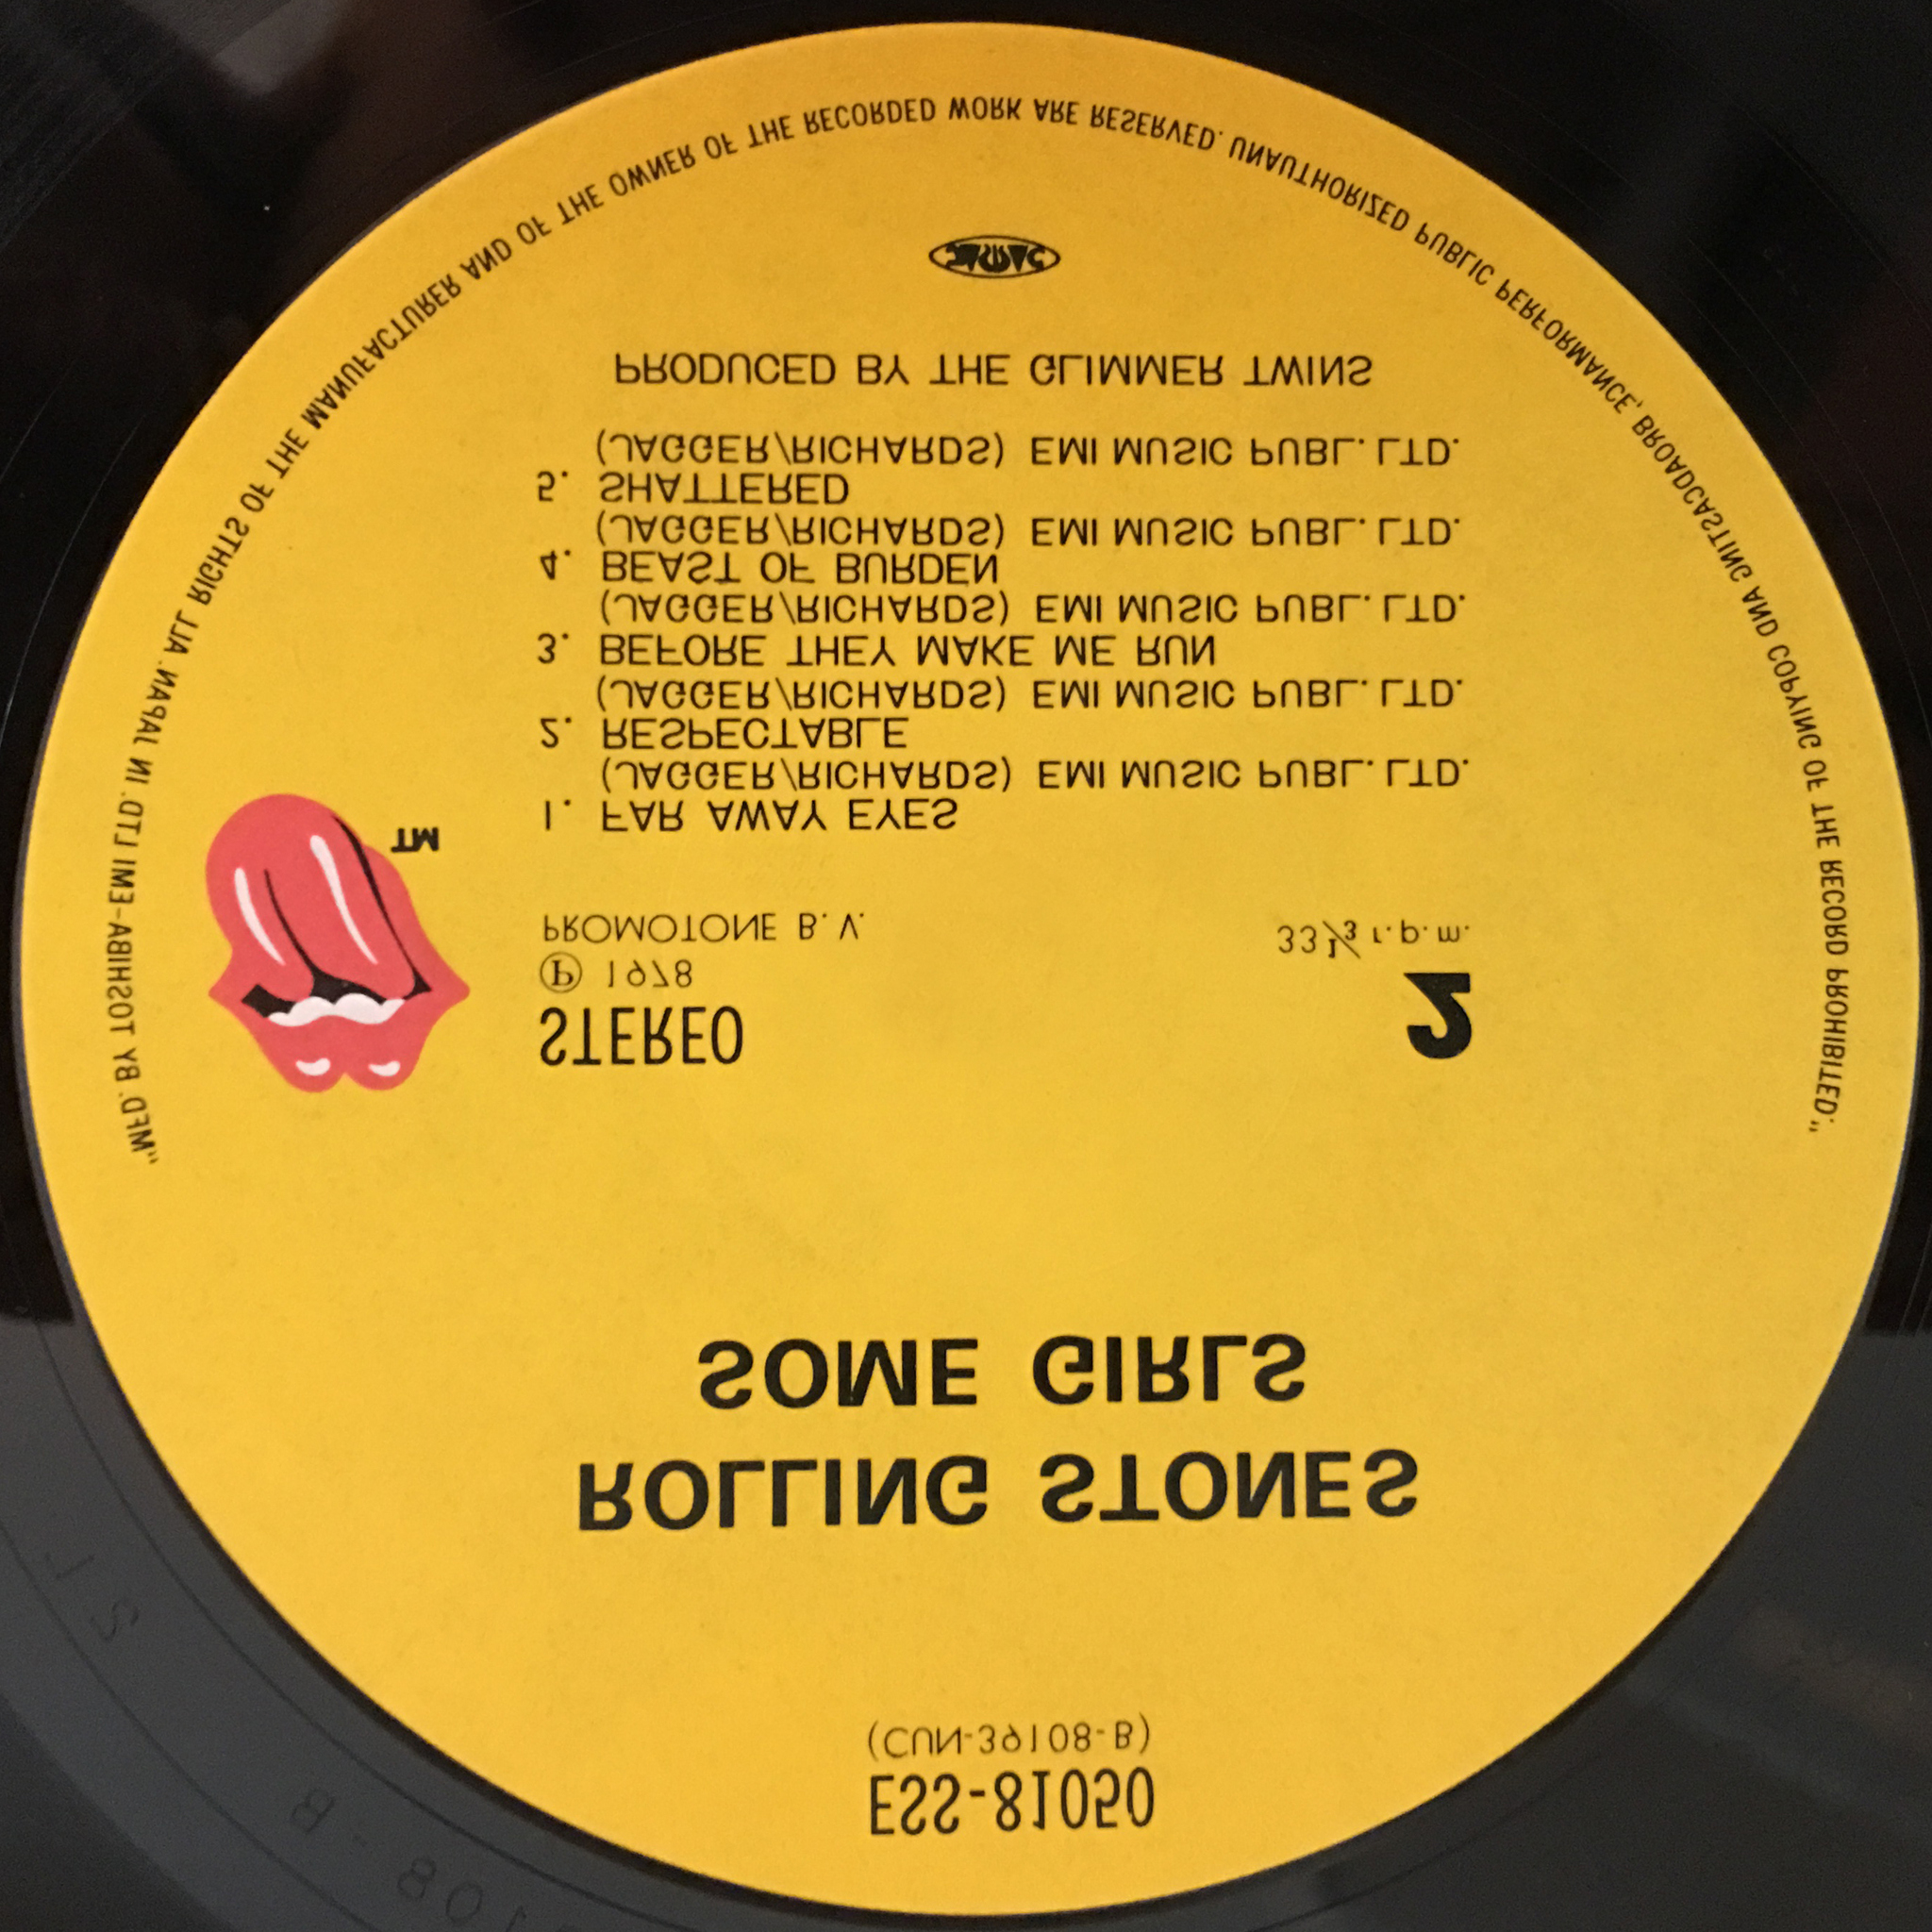 ESS-81050
(CUN-39108-B)
ROLLING STONES
SOME GIRLS
STEREO
℗ 1978
PROMOTONE B. V.
2
33 1/3 r.p.m.
TM
1. FAR AWAY EYES
(JAGGER/RICHARDS) EMI MUSIC PUBL. LTD.
2. RESPECTABLE
(JAGGER/RICHARDS) EMI MUSIC PUBL. LTD.
3. BEFORE THEY MAKE ME RUN
(JAGGER/RICHARDS) EMI MUSIC PUBL. LTD.
4. BEAST OF BURDEN
(JAGGER/RICHARDS) EMI MUSIC PUBL. LTD.
5. SHATTERED
(JAGGER/RICHARDS) EMI MUSIC PUBL. LTD.
PRODUCED BY THE GLIMMER TWINS
"MFD. BY TOSHIBA-EMI LTD. IN JAPAN. ALL RIGHTS OF THE MANUFACTURER AND OF THE OWNER OF THE RECORDED WORK ARE RESERVED. UNAUTHORIZED PUBLIC PERFORMANCE, BROADCASTING AND COPYING OF THE RECORD PROHIBITED."